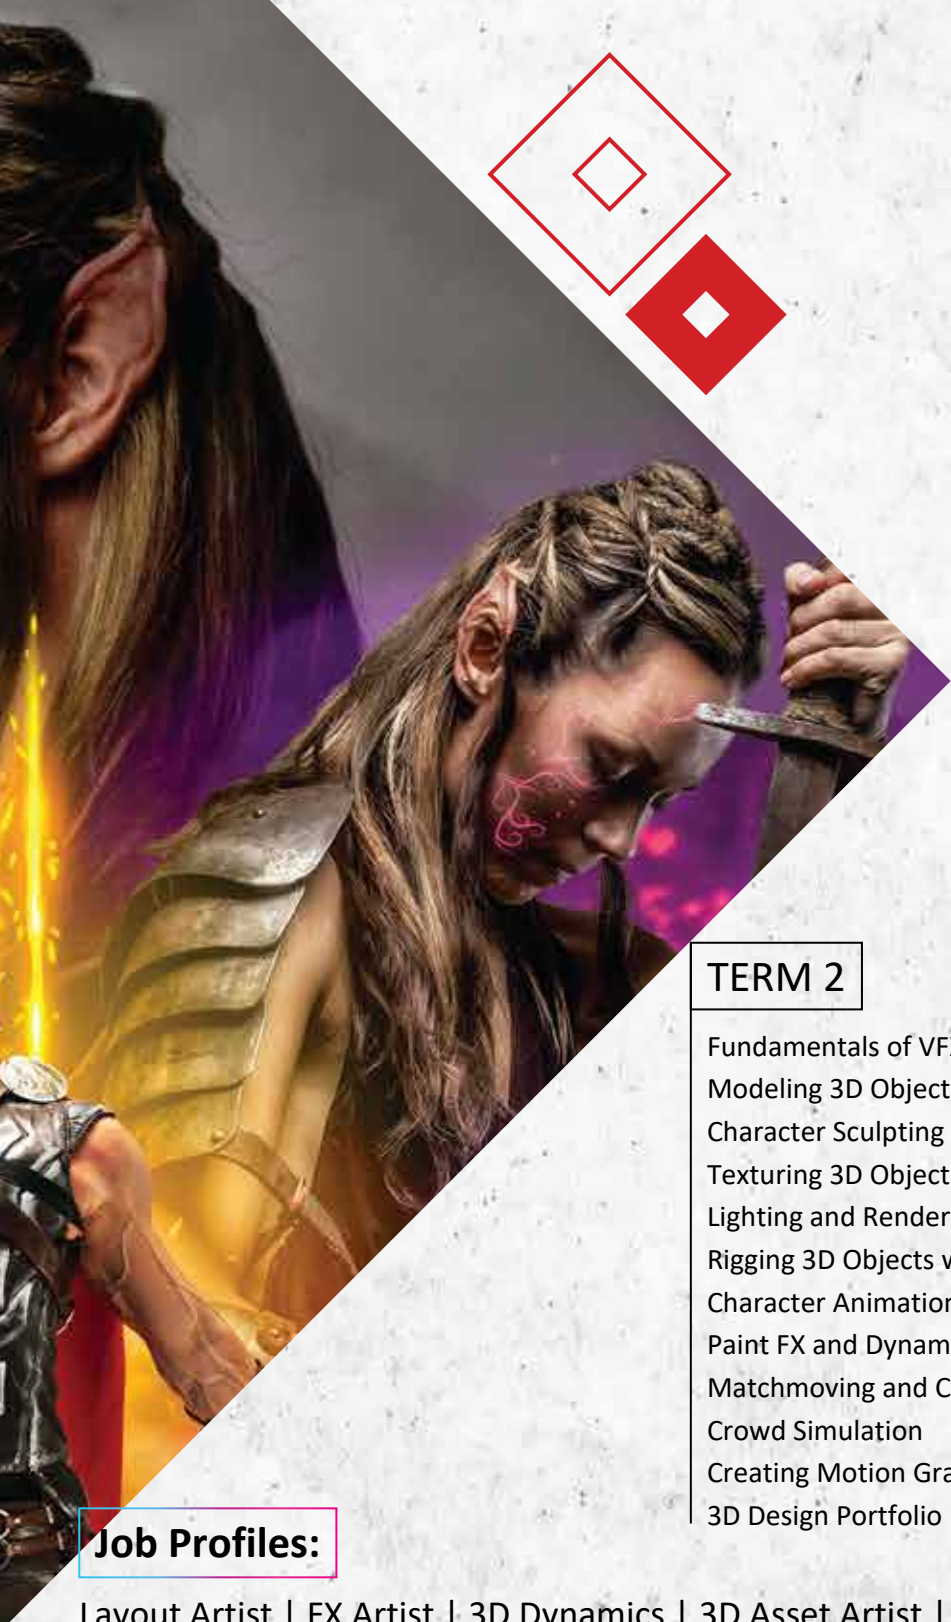 TERM 2
Fundamentals of VF
Modeling 3D Object
Character Sculpting
Texturing 3D Object
Lighting and Render
Rigging 3D Objects
Character Animation
Paint FX and Dynam
Matchmoving and C
Crowd Simulation
Creating Motion Gra
3D Design Portfolio
Job Profiles:
Layout Artist | FX Artist | 3D Dynamics | 3D Asset Artist |